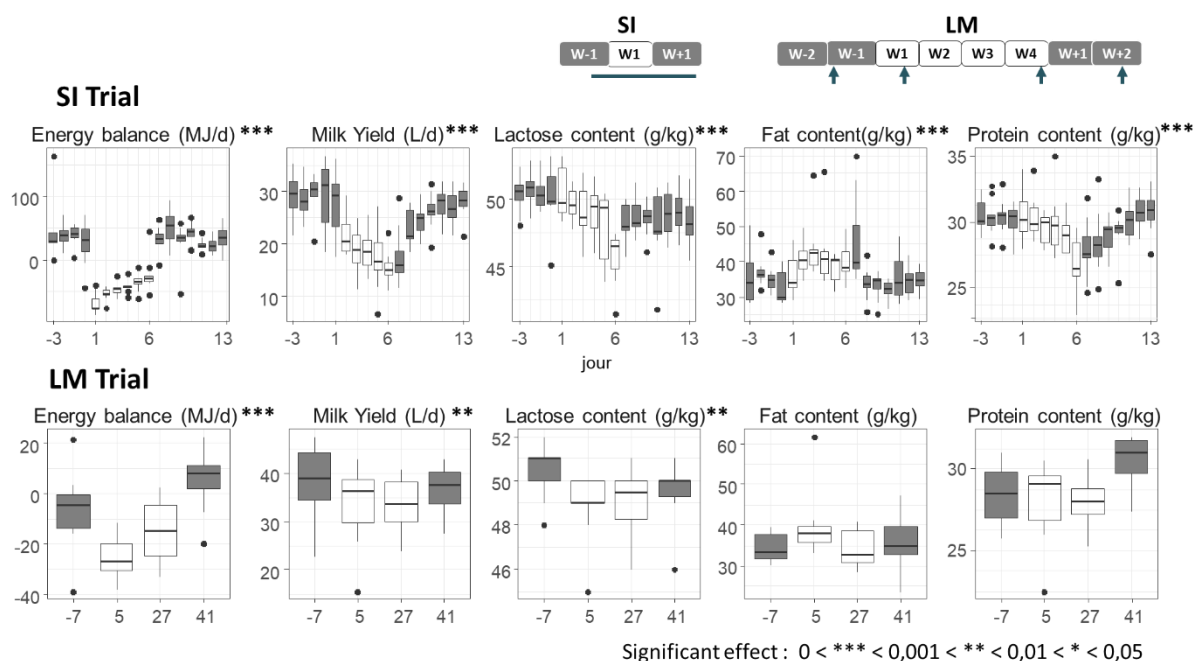 SI
LM
W-1 W1 W+1
W-2 W-1 W1 W2 W3 W4 W+1 W+2
SI Trial
Energy balance (MJ/d) ***
Milk Yield (L/d) ***
Lactose content (g/kg) ***
Fat content(g/kg) ***
Protein content (g/kg) ***
100
0
-3 1 6 13
30
20
10
-3 1 6 13
50
45
-3 1 6 13
70
60
50
40
30
-3 1 6 13
35
30
25
-3 1 6 13
jour
LM Trial
Energy balance (MJ/d) ***
Milk Yield (L/d) **
Lactose content (g/kg) **
Fat content (g/kg)
Protein content (g/kg)
20
0
-20
-40
-7 5 27 41
40
30
20
-7 5 27 41
52
50
48
46
-7 5 27 41
60
50
40
30
-7 5 27 41
30
25
-7 5 27 41
Significant effect : 0 < *** < 0,001 < ** < 0,01 < * < 0,05